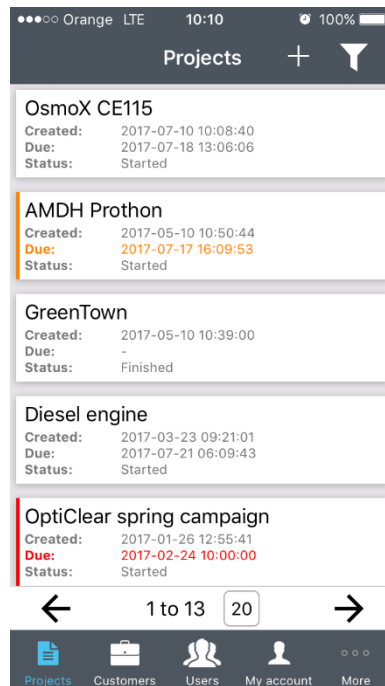 Orange LTE 10:10 100%
Projects
OsmoX CE115
Created: 2017-07-10 10:08:40
Due: 2017-07-18 13:06:06
Status: Started
AMDH Prothon
Created: 2017-05-10 10:50:44
Due: 2017-07-17 16:09:53
Status: Started
GreenTown
Created: 2017-05-10 10:39:00
Due: -
Status: Finished
Diesel engine
Created: 2017-03-23 09:21:01
Due: 2017-07-21 06:09:43
Status: Started
OptiClear spring campaign
Created: 2017-01-26 12:55:41
Due: 2017-02-24 10:00:00
Status: Started
1 to 13 20
Projects Customers Users My account More